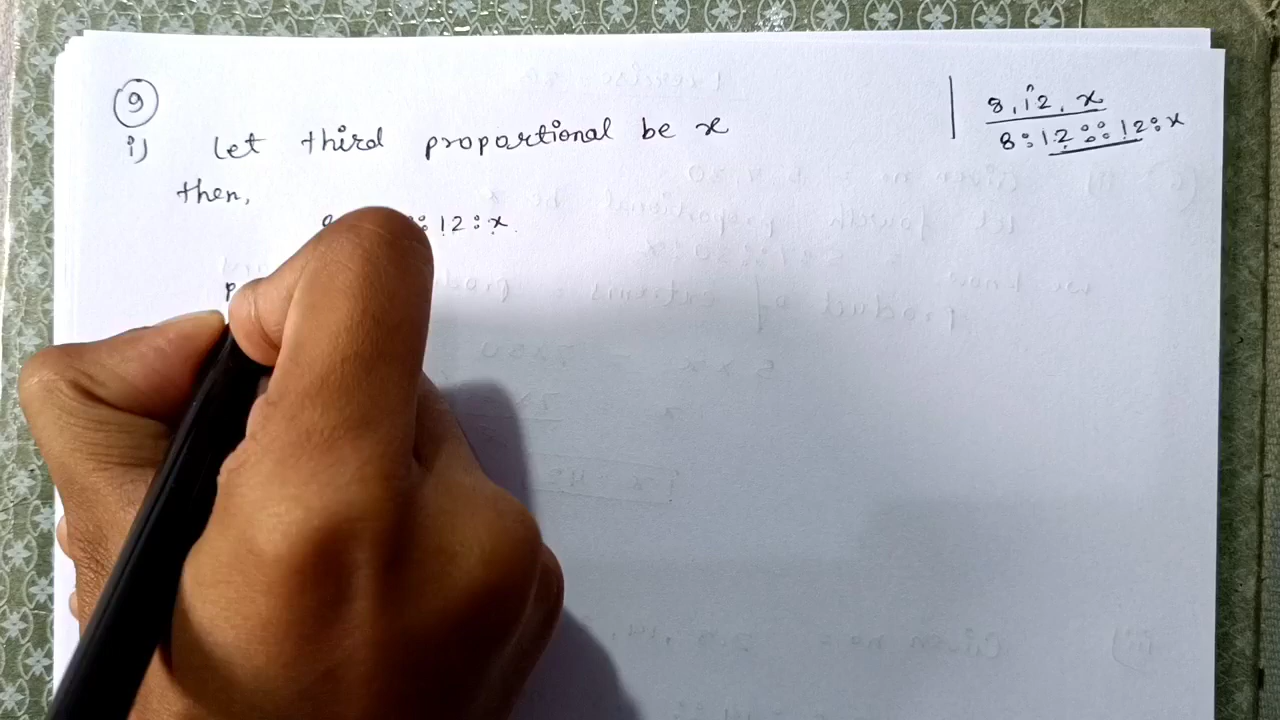 9
i) Let third proportional be x
then,
:: 12 : x
8, 12, x
8 : 12 :: 12 : x